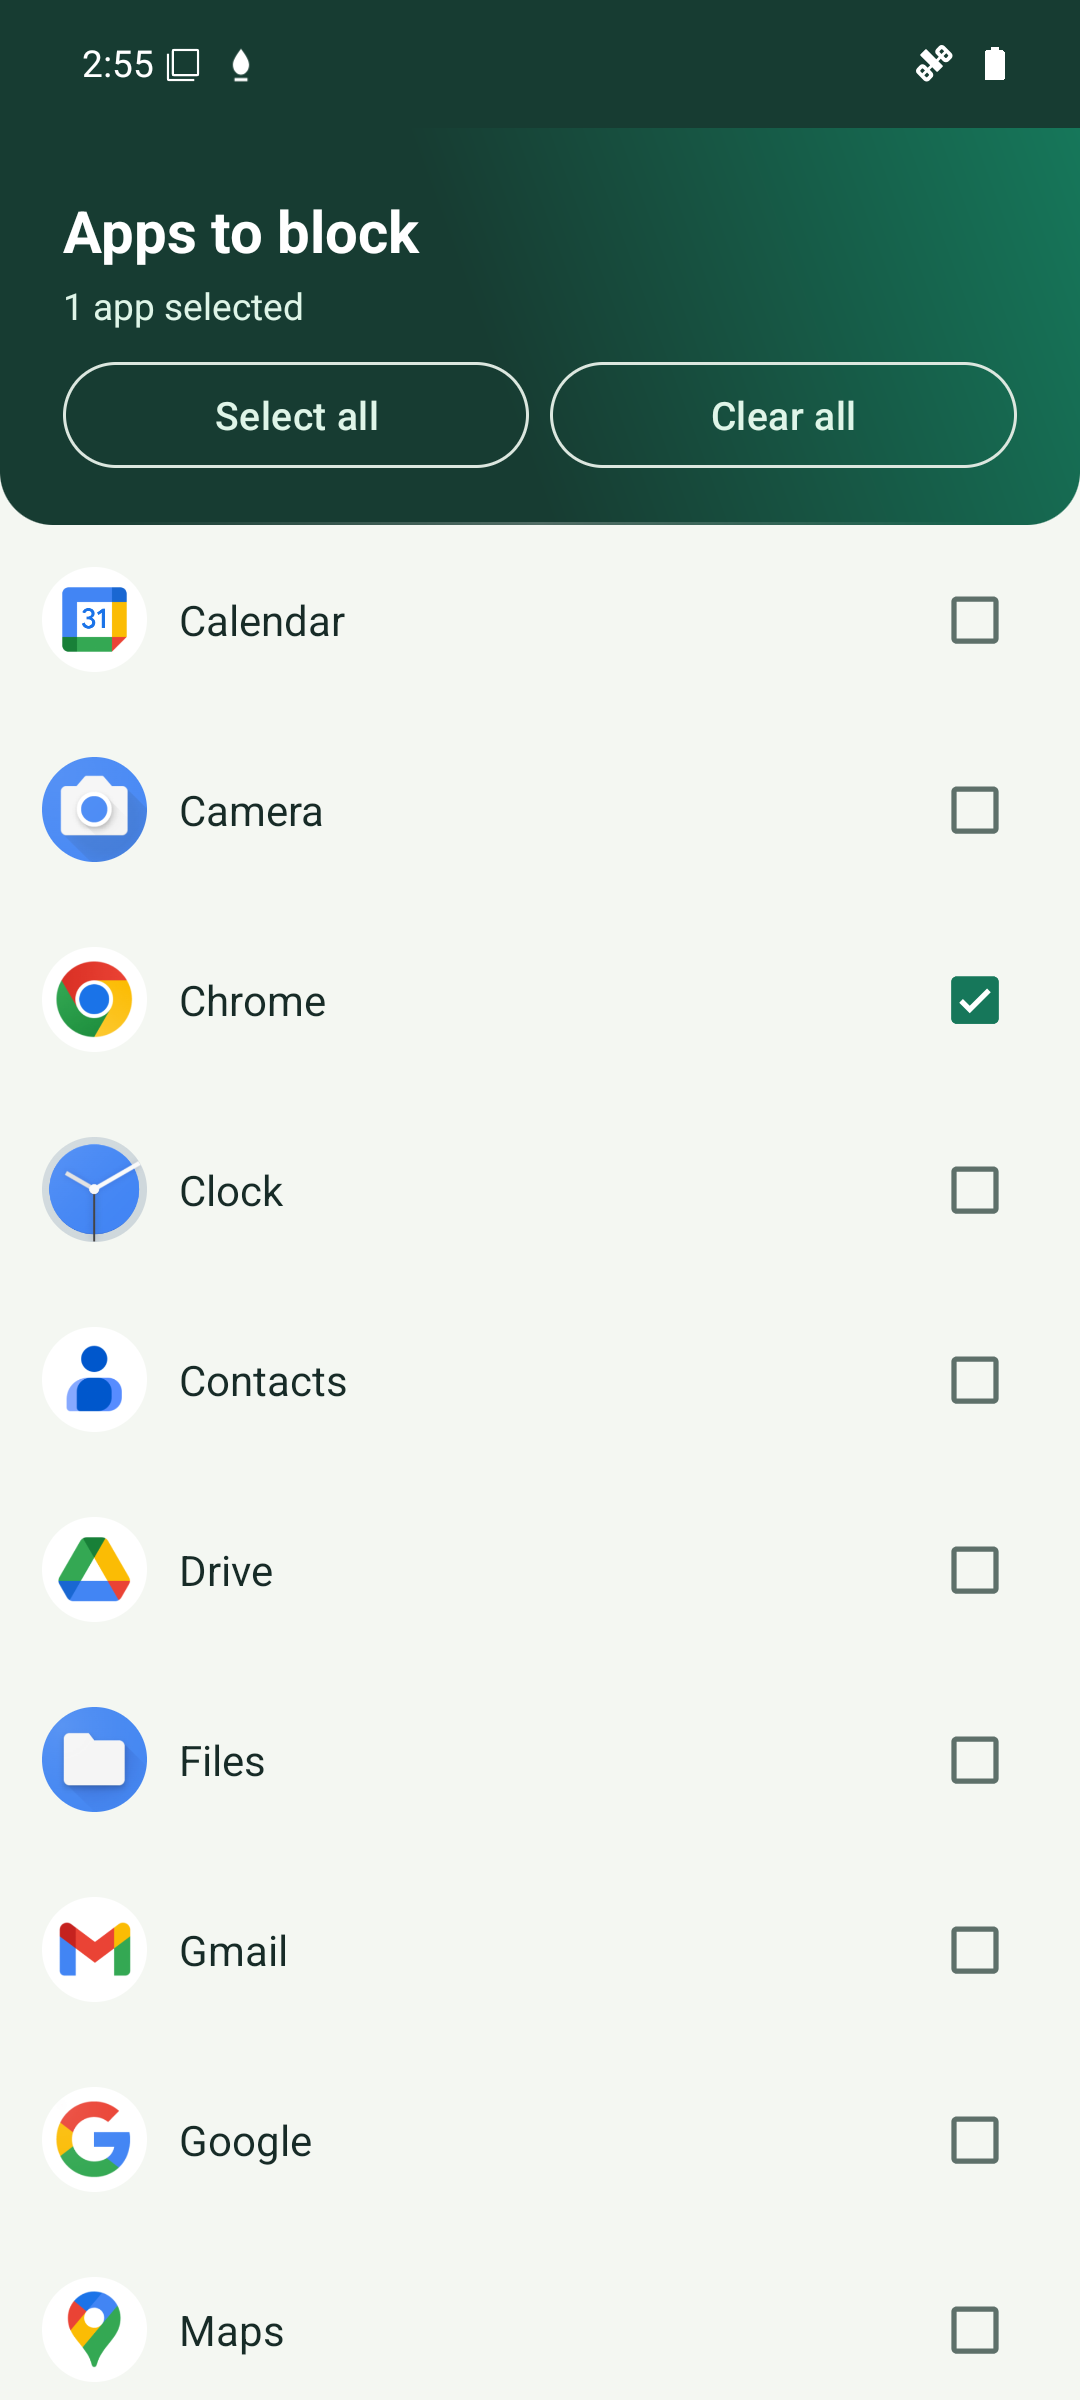 2:55
Apps to block
1 app selected
Select all
Clear all
31
Calendar
Camera
Chrome
Clock
Contacts
Drive
Files
Gmail
Google
Maps